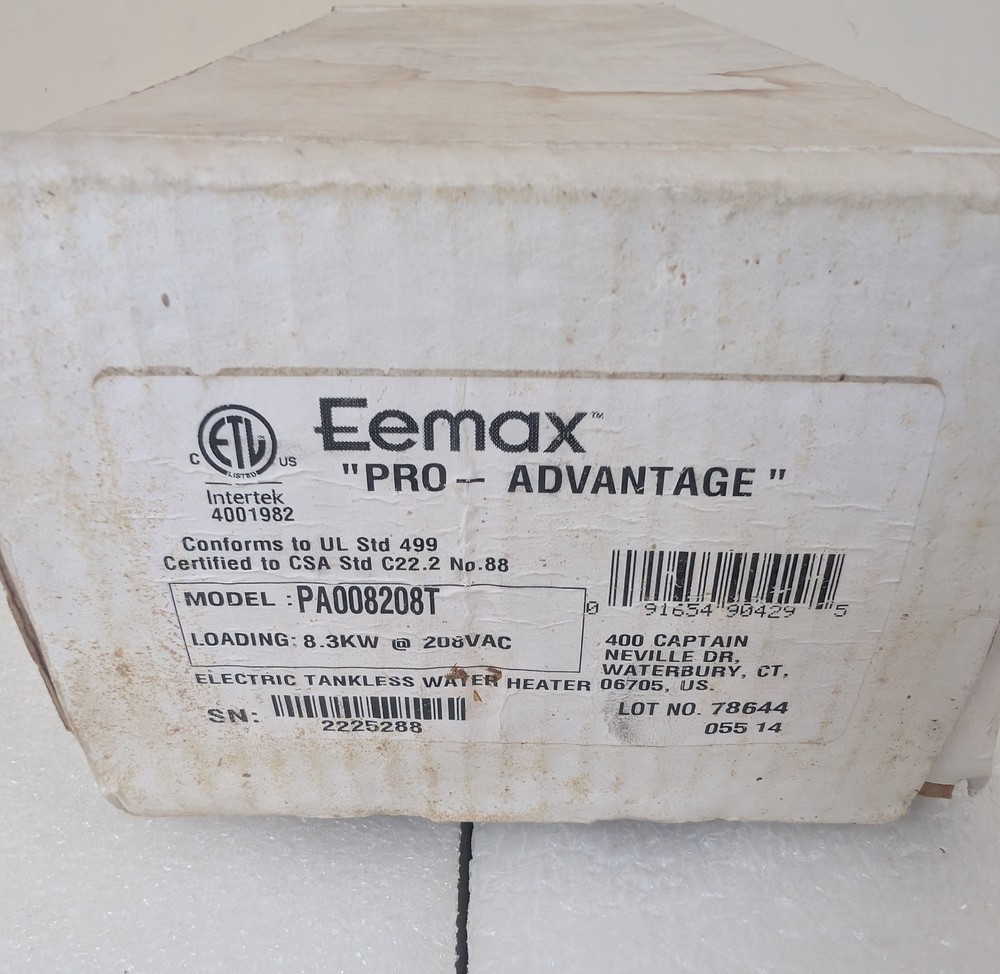 Eemax™
"PRO - ADVANTAGE"
ETL
LISTED
C US
Intertek
4001982
Conforms to UL Std 499
Certified to CSA Std C22.2 No.88
MODEL : PA008208T
LOADING: 8.3KW @ 208VAC
ELECTRIC TANKLESS WATER HEATER
SN:
2225288
0 91654 90429 5
400 CAPTAIN
NEVILLE DR,
WATERBURY, CT,
06705, US.
LOT NO. 78644
055 14